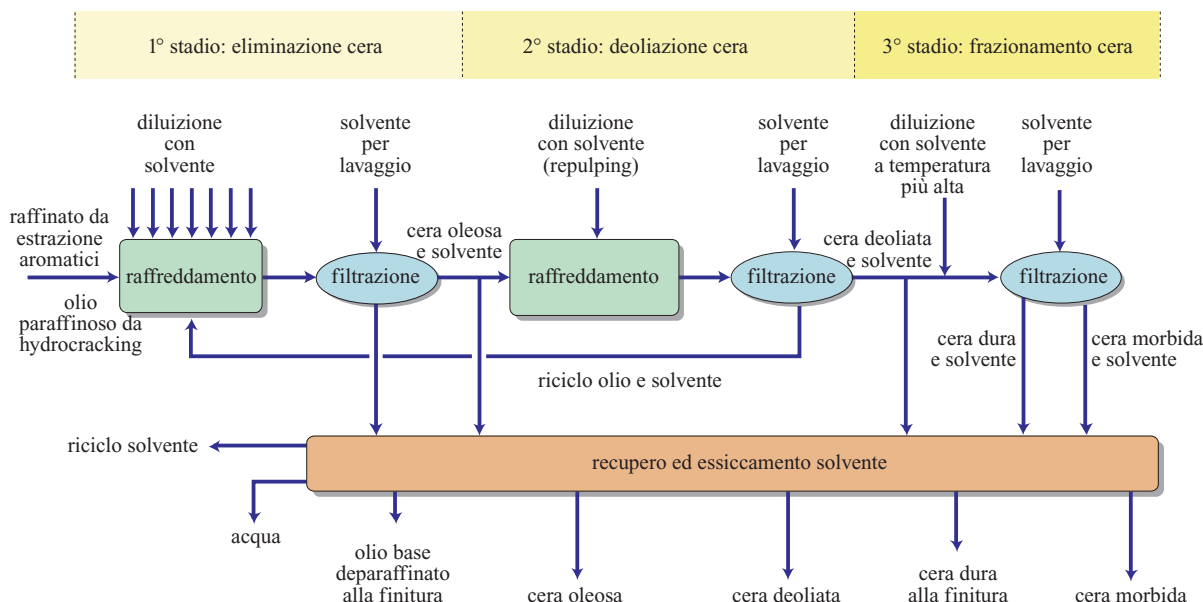 1° stadio: eliminazione cera
2° stadio: deoliazione cera
3° stadio: frazionamento cera
diluizione
con
solvente
solvente
per
lavaggio
diluizione
con solvente
(repulping)
solvente
per
lavaggio
diluizione
con solvente
a temperatura
più alta
solvente
per
lavaggio
raffinato da
estrazione
aromatici
raffreddamento
filtrazione
cera oleosa
e solvente
raffreddamento
filtrazione
cera deoliata
e solvente
filtrazione
olio
paraffinoso da
hydrocracking
riciclo olio e solvente
cera dura
e solvente
cera morbida
e solvente
riciclo solvente
recupero ed essiccamento solvente
acqua
olio base
deparaffinato
alla finitura
cera oleosa
cera deoliata
cera dura
alla finitura
cera morbida